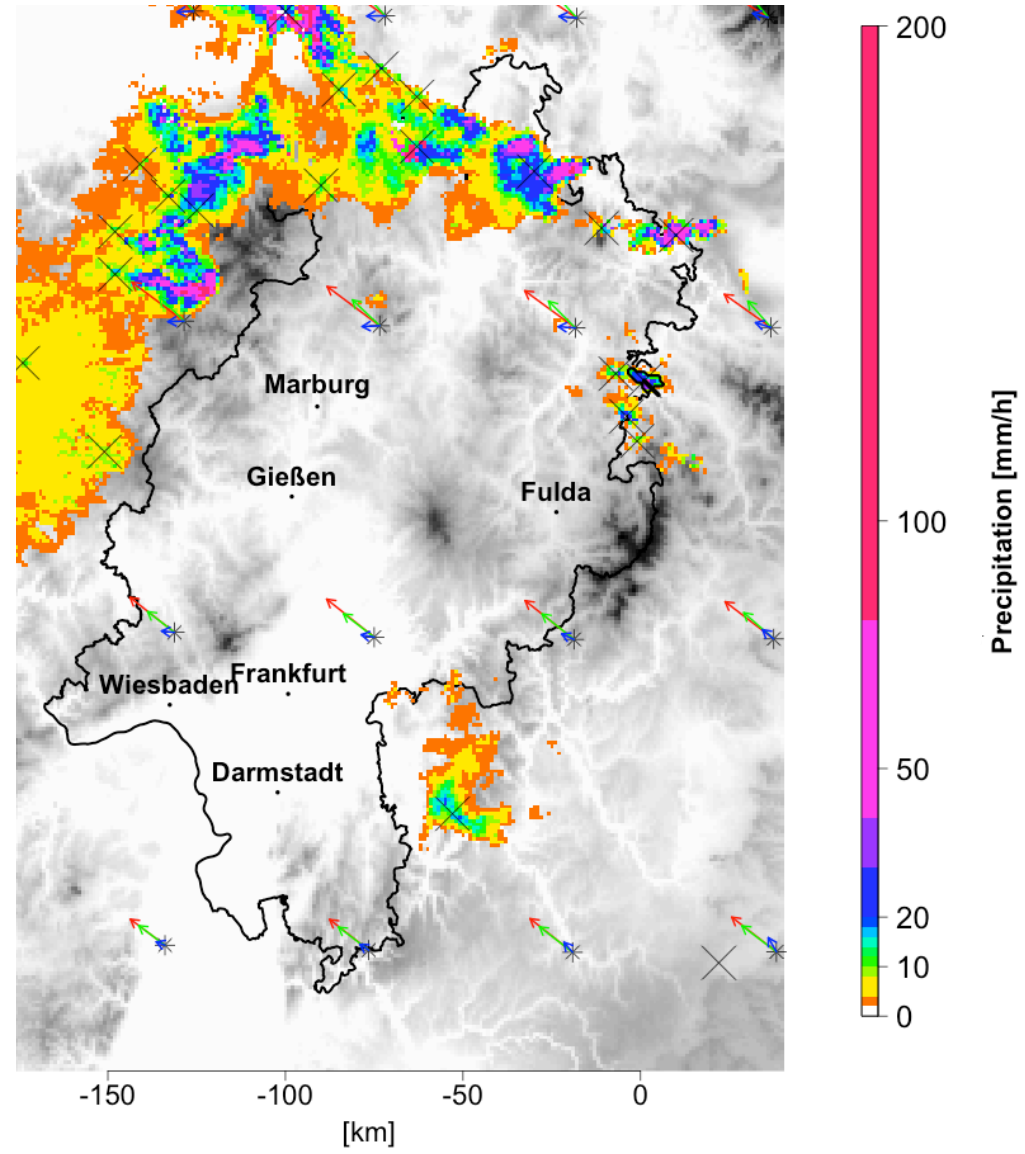 200
100
50
20
10
0
Precipitation [mm/h]
Marburg
Gießen
Fulda
Frankfurt
Wiesbaden
Darmstadt
-150
-100
-50
0
[km]